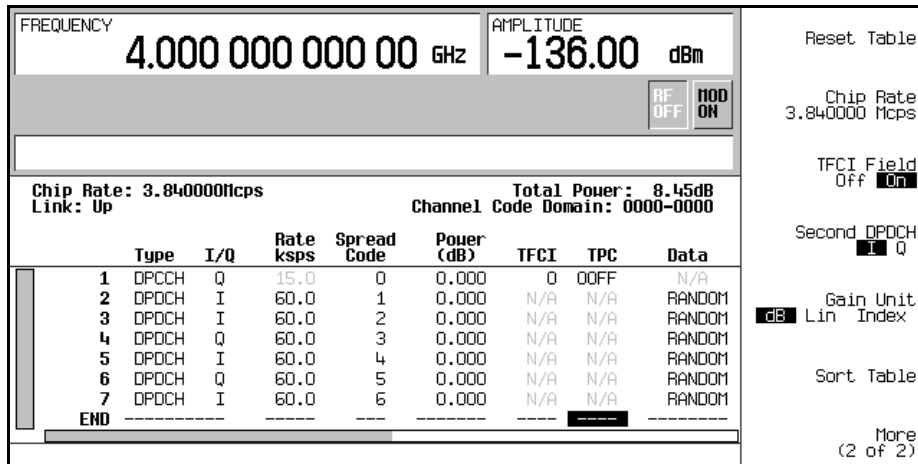 FREQUENCY
4.000 000 000 00 GHz
AMPLITUDE
-136.00 dBm
RF OFF
MOD ON
Chip Rate: 3.840000Mcps
Link: Up
Total Power: 8.45dB
Channel Code Domain: 0000-0000
Type I/Q Rate ksps Spread Code Power (dB) TFCI TPC Data
1 DPCCH Q 15.0 0 0.000 0 00FF N/A
2 DPDCH I 60.0 1 0.000 N/A N/A RANDOM
3 DPDCH I 60.0 2 0.000 N/A N/A RANDOM
4 DPDCH Q 60.0 3 0.000 N/A N/A RANDOM
5 DPDCH I 60.0 4 0.000 N/A N/A RANDOM
6 DPDCH Q 60.0 5 0.000 N/A N/A RANDOM
7 DPDCH I 60.0 6 0.000 N/A N/A RANDOM
END ---------- ----- --- ------- ---- ---- --------
Reset Table
Chip Rate
3.840000 Mcps
TFCI Field
Off On
Second DPDCH
I Q
Gain Unit
dB Lin Index
Sort Table
More
(2 of 2)